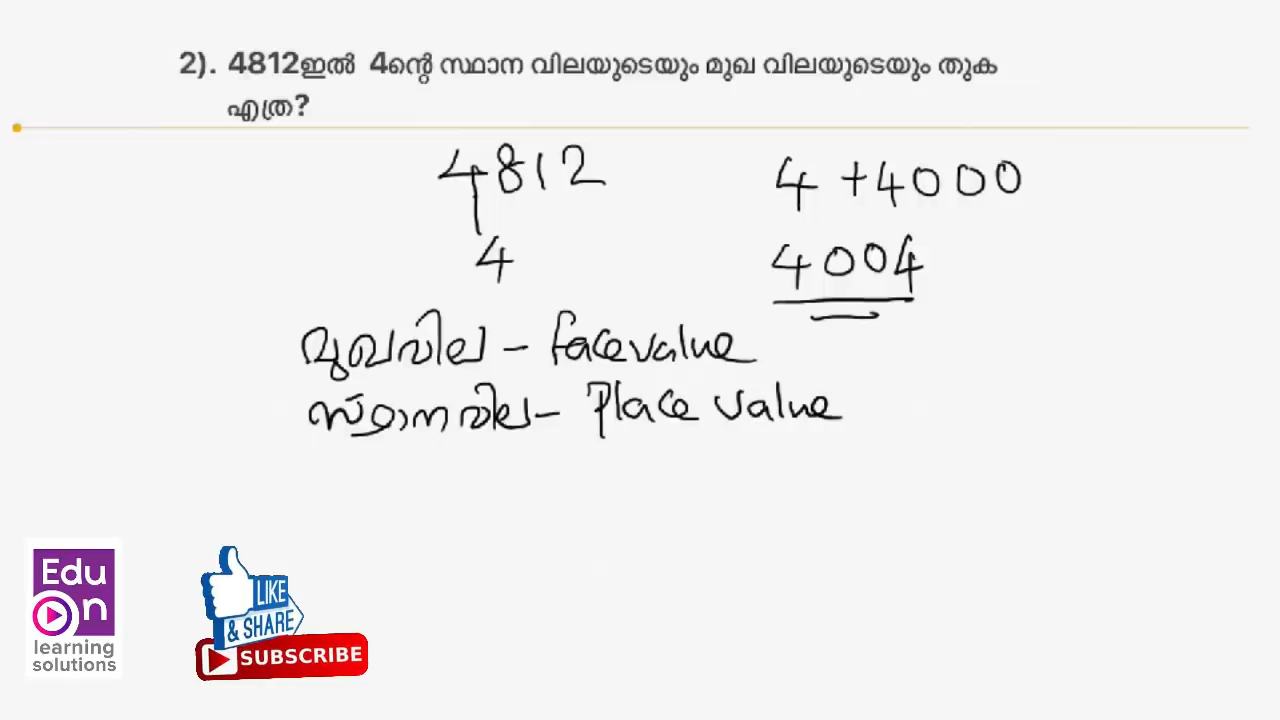 2). 4812ഇൽ 4ന്റെ സ്ഥാന വിലയുടെയും മുഖ വിലയുടെയും തുക
എത്ര?
4812
4 + 4000
4
4004
മുഖവില - facevalue
സ്ഥാനവില - Place value
Edu
On
learning
solutions
LIKE
& SHARE
SUBSCRIBE